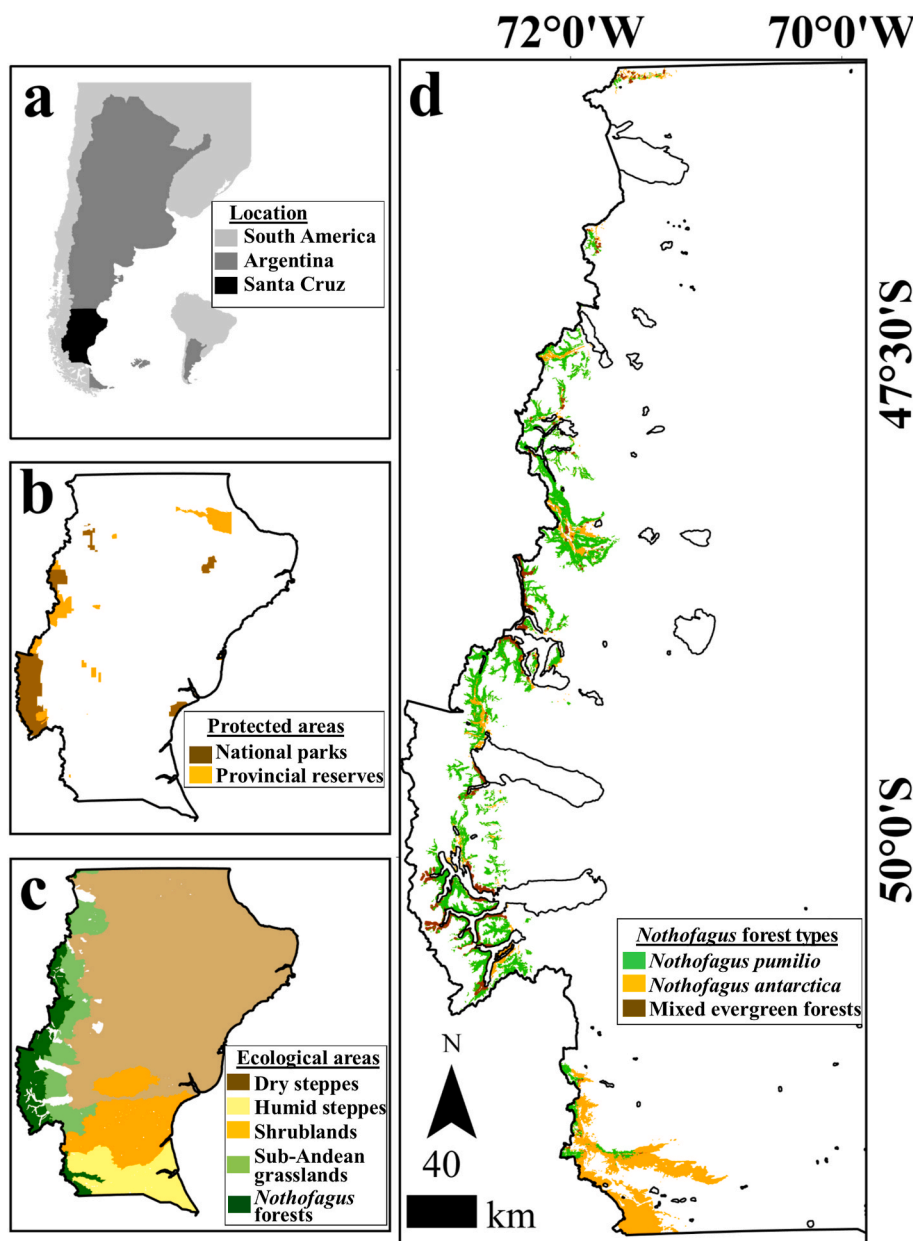 72°0'W 70°0'W
a
Location
South America
Argentina
Santa Cruz
b
Protected areas
National parks
Provincial reserves
c
Ecological areas
Dry steppes
Humid steppes
Shrublands
Sub-Andean
grasslands
Nothofagus
forests
d
47°30'S
50°0'S
Nothofagus forest types
Nothofagus pumilio
Nothofagus antarctica
Mixed evergreen forests
N
40
km